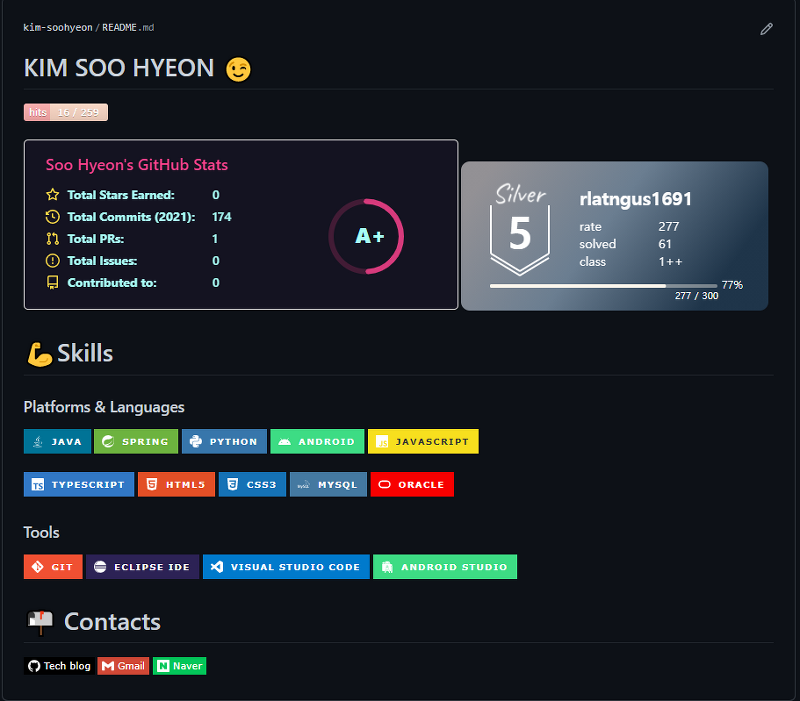 kim-soohyeon / README.md
KIM SOO HYEON 😉
hits 16 / 259
Soo Hyeon's GitHub Stats
Total Stars Earned: 0
Total Commits (2021): 174
Total PRs: 1
Total Issues: 0
Contributed to: 0
A+
Silver
5
rlatngus1691
rate 277
solved 61
class 1++
77%
277 / 300
💪 Skills
Platforms & Languages
JAVA SPRING PYTHON ANDROID JS JAVASCRIPT
TS TYPESCRIPT HTML5 CSS3 MySQL MYSQL ORACLE
Tools
GIT ECLIPSE IDE VISUAL STUDIO CODE ANDROID STUDIO
📬 Contacts
Tech blog Gmail N Naver